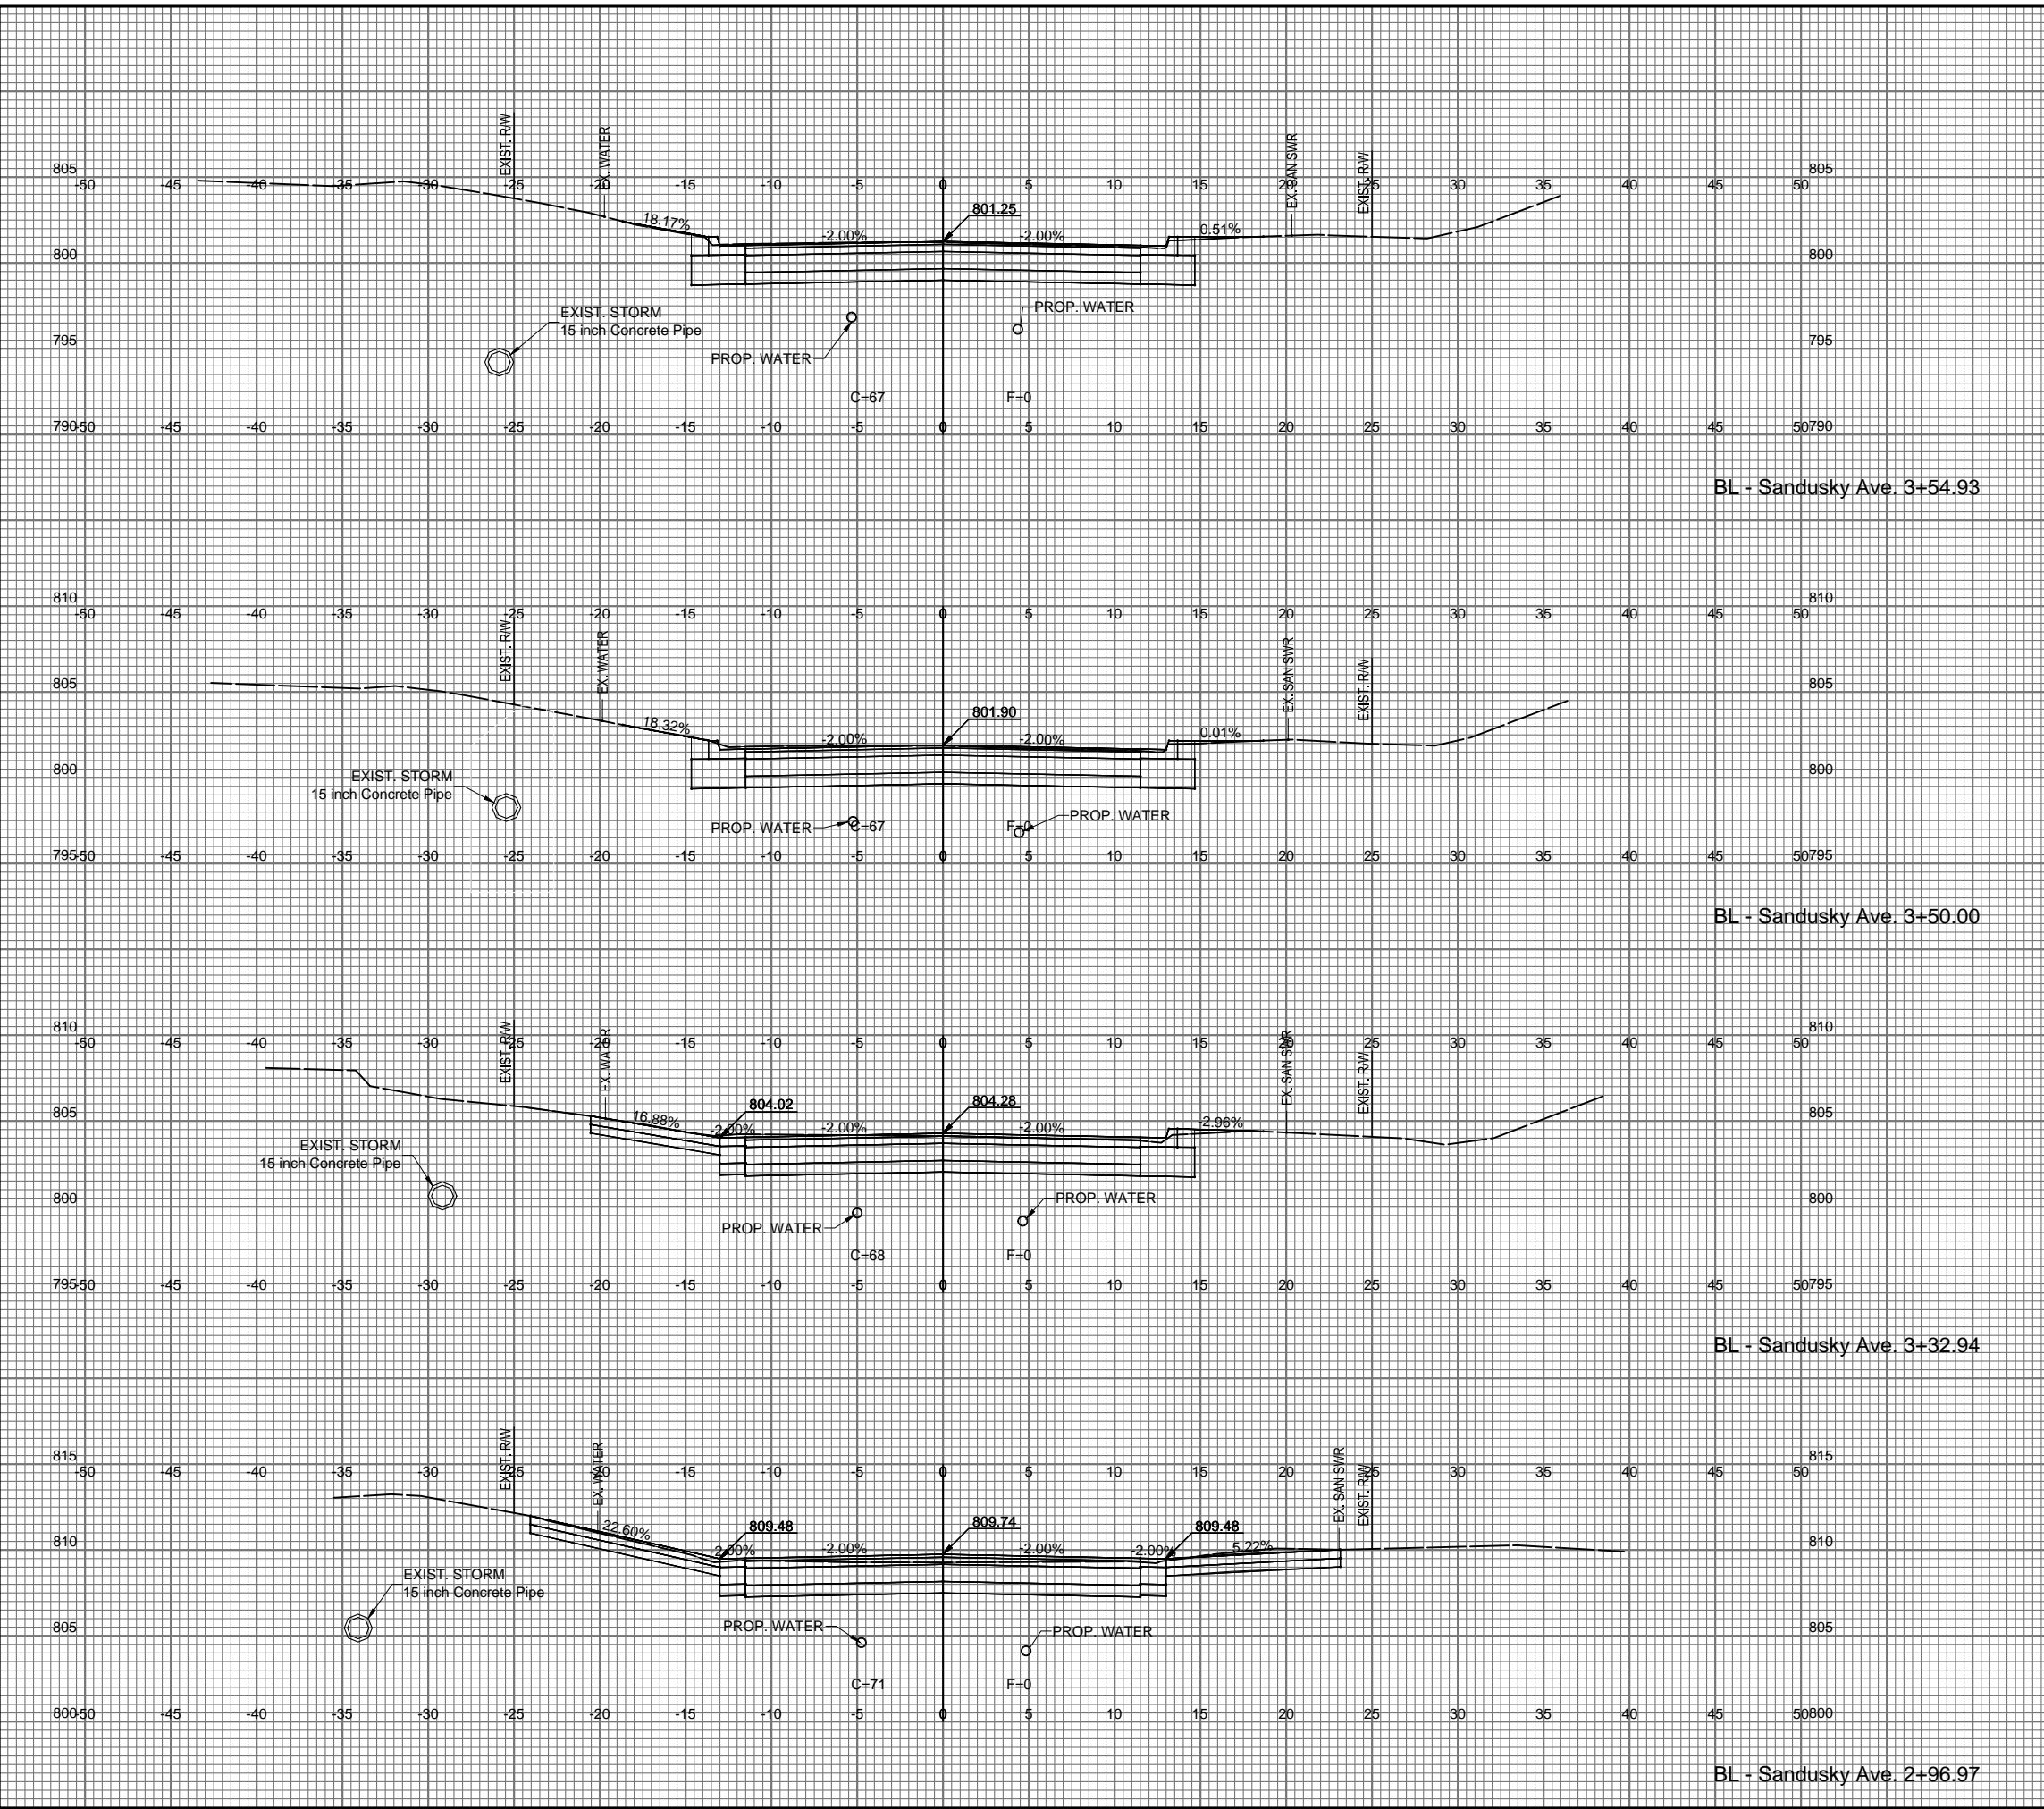 EXIST. R/W
EX. WATER
EX. SAN SWR
EXIST. R/W
805 805
-50 -45 -40 -35 -30 -25 -20 -15 -10 -5 0 5 10 15 20 25 30 35 40 45 50
801.25
18.17% -2.00% -2.00% 0.51%
800 800
EXIST. STORM
15 inch Concrete Pipe
PROP. WATER
PROP. WATER
795 795
C=67 F=0
790 -50 -45 -40 -35 -30 -25 -20 -15 -10 -5 0 5 10 15 20 25 30 35 40 45 50 790
BL - Sandusky Ave. 3+54.93
810 810
-50 -45 -40 -35 -30 -25 -20 -15 -10 -5 0 5 10 15 20 25 30 35 40 45 50
EXIST. R/W
EX. WATER
EX. SAN SWR
EXIST. R/W
805 805
801.90
18.32% -2.00% -2.00% 0.01%
800 800
EXIST. STORM
15 inch Concrete Pipe
PROP. WATER
PROP. WATER
C=67 F=0
795 -50 -45 -40 -35 -30 -25 -20 -15 -10 -5 0 5 10 15 20 25 30 35 40 45 50 795
BL - Sandusky Ave. 3+50.00
810 810
-50 -45 -40 -35 -30 -25 -20 -15 -10 -5 0 5 10 15 20 25 30 35 40 45 50
EXIST. R/W
EX. WATER
EX. SAN SWR
EXIST. R/W
804.02 804.28
805 805
16.88% -2.00% -2.00% -2.00% -2.96%
EXIST. STORM
15 inch Concrete Pipe
800 800
PROP. WATER
PROP. WATER
C=68 F=0
795 -50 -45 -40 -35 -30 -25 -20 -15 -10 -5 0 5 10 15 20 25 30 35 40 45 50 795
BL - Sandusky Ave. 3+32.94
815 815
-50 -45 -40 -35 -30 -25 -20 -15 -10 -5 0 5 10 15 20 25 30 35 40 45 50
EXIST. R/W
EX. WATER
EX. SAN SWR
EXIST. R/W
809.48 809.74 809.48
22.60% -2.00% -2.00% -2.00% -2.00% 5.22%
810 810
EXIST. STORM
15 inch Concrete Pipe
805 805
PROP. WATER
PROP. WATER
C=71 F=0
800 -50 -45 -40 -35 -30 -25 -20 -15 -10 -5 0 5 10 15 20 25 30 35 40 45 50 800
BL - Sandusky Ave. 2+96.97